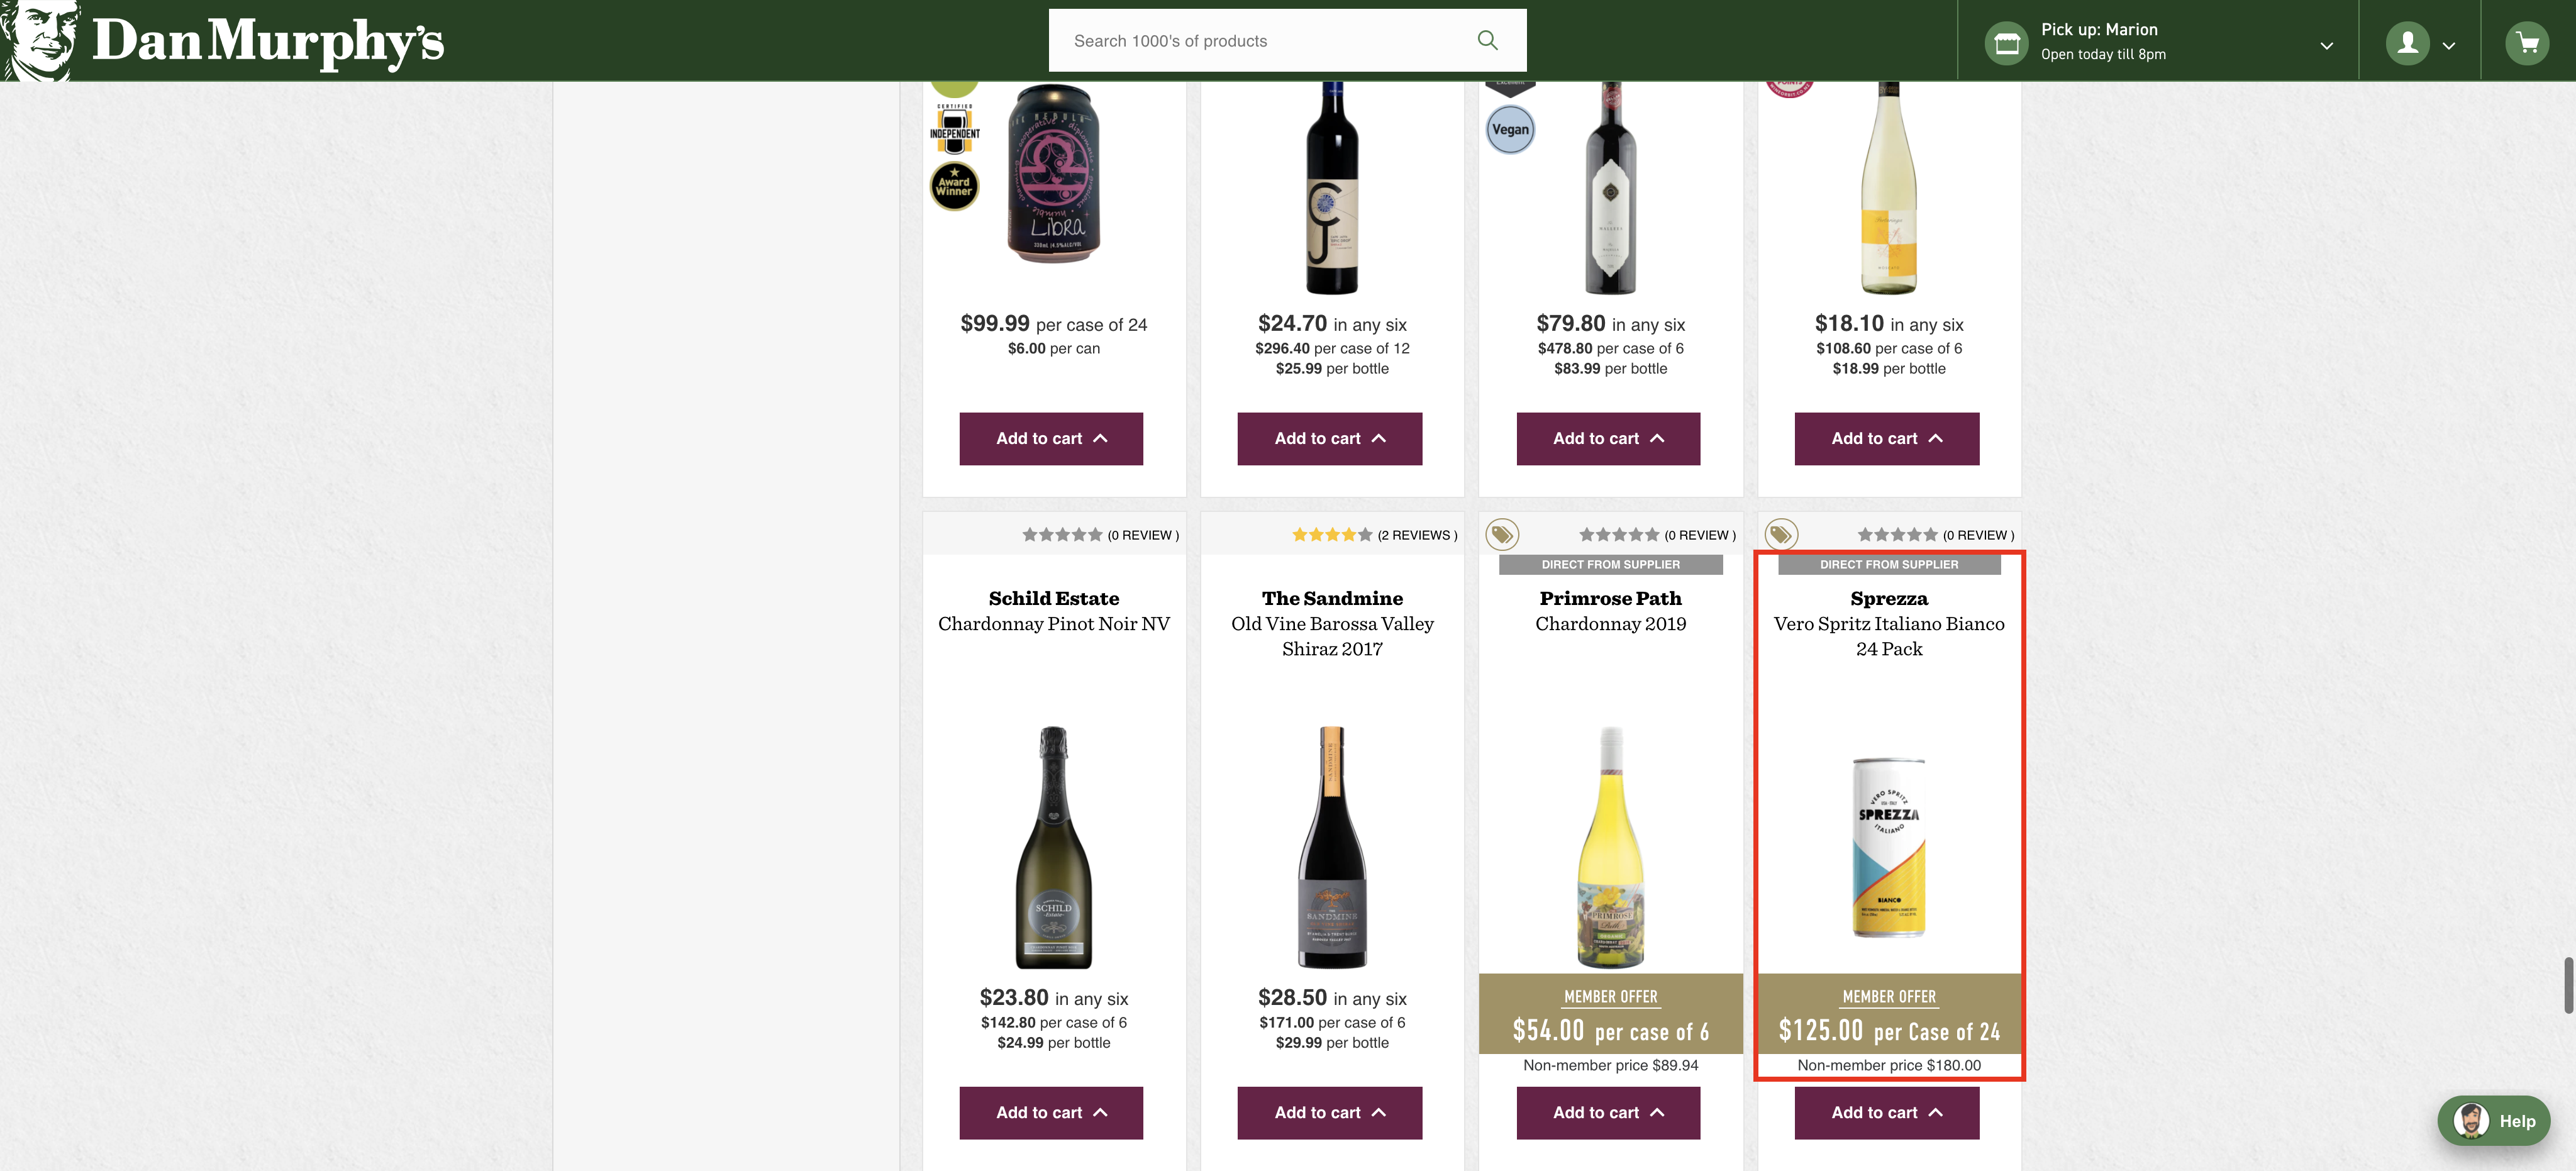 Dan Murphy's
Search 1000's of products
Pick up: Marion
Open today till 8pm
CERTIFIED
INDEPENDENT
Award
Winner
Libra
Vegan
$99.99 per case of 24
$6.00 per can
$24.70 in any six
$296.40 per case of 12
$25.99 per bottle
$79.80 in any six
$478.80 per case of 6
$83.99 per bottle
$18.10 in any six
$108.60 per case of 6
$18.99 per bottle
Add to cart
Add to cart
Add to cart
Add to cart
(0 REVIEW )
(2 REVIEWS )
(0 REVIEW )
(0 REVIEW )
DIRECT FROM SUPPLIER
DIRECT FROM SUPPLIER
Schild Estate
Chardonnay Pinot Noir NV
The Sandmine
Old Vine Barossa Valley
Shiraz 2017
Primrose Path
Chardonnay 2019
Sprezza
Vero Spritz Italiano Bianco
24 Pack
SCHILD
SANDMINE
PRIMROSE
VERO SPRITZ
SPREZZA
ITALIANO
BIANCO
$23.80 in any six
$142.80 per case of 6
$24.99 per bottle
$28.50 in any six
$171.00 per case of 6
$29.99 per bottle
MEMBER OFFER
$54.00 per case of 6
Non-member price $89.94
MEMBER OFFER
$125.00 per Case of 24
Non-member price $180.00
Add to cart
Add to cart
Add to cart
Add to cart
Help